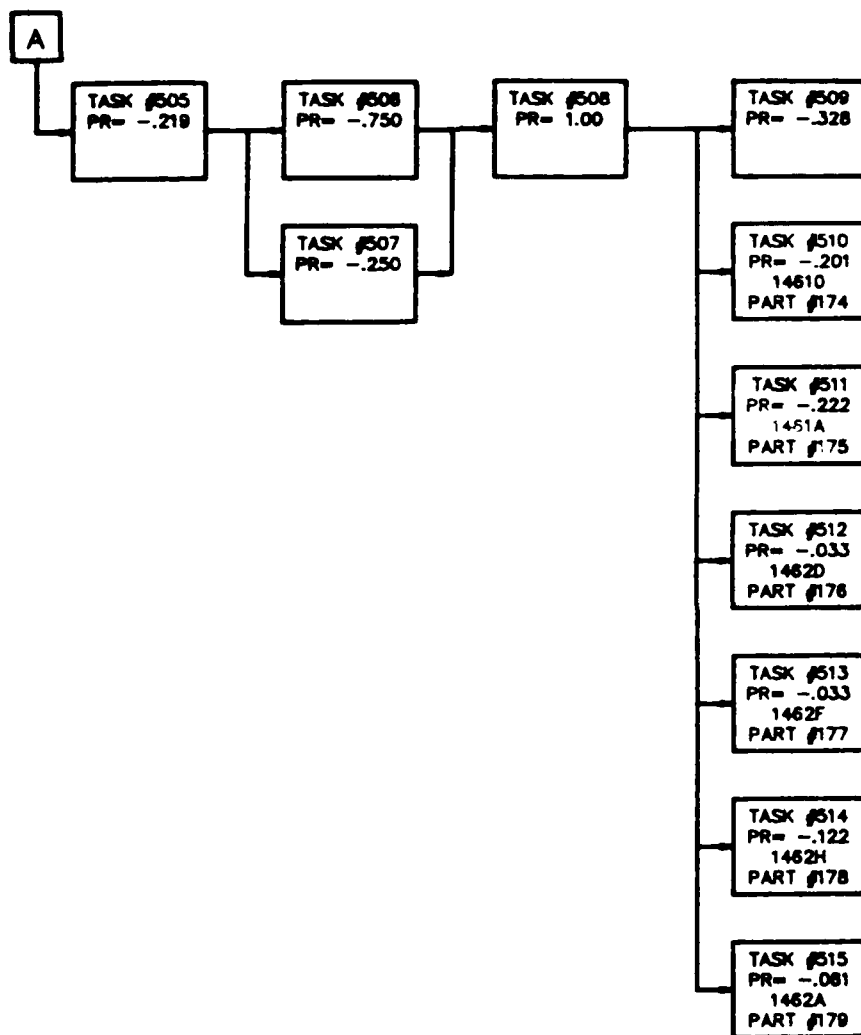 A
TASK #505
PR= -.219
TASK #506
PR= -.750
TASK #508
PR= 1.00
TASK #509
PR= -.328
TASK #507
PR= -.250
TASK #510
PR= -.201
14610
PART #174
TASK #511
PR= -.222
1461A
PART #175
TASK #512
PR= -.033
1462D
PART #176
TASK #513
PR= -.033
1462F
PART #177
TASK #514
PR= -.122
1462H
PART #178
TASK #515
PR= -.061
1462A
PART #179